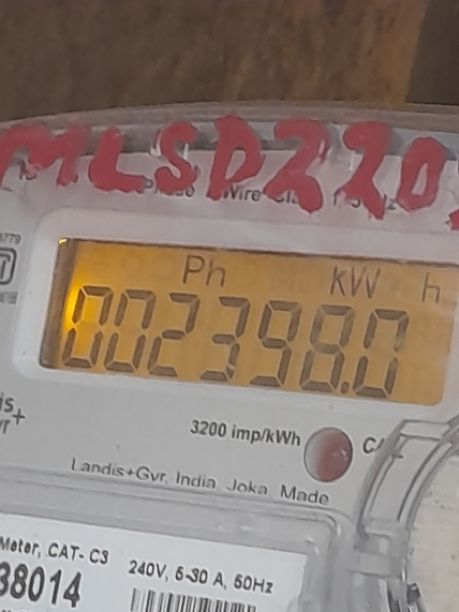 MLSD220
Ph kW h
002398.0
3200 imp/kWh
Landis+Gyr, India, Joka, Made
Meter, CAT- C3
240V, 5-30 A, 50Hz
38014